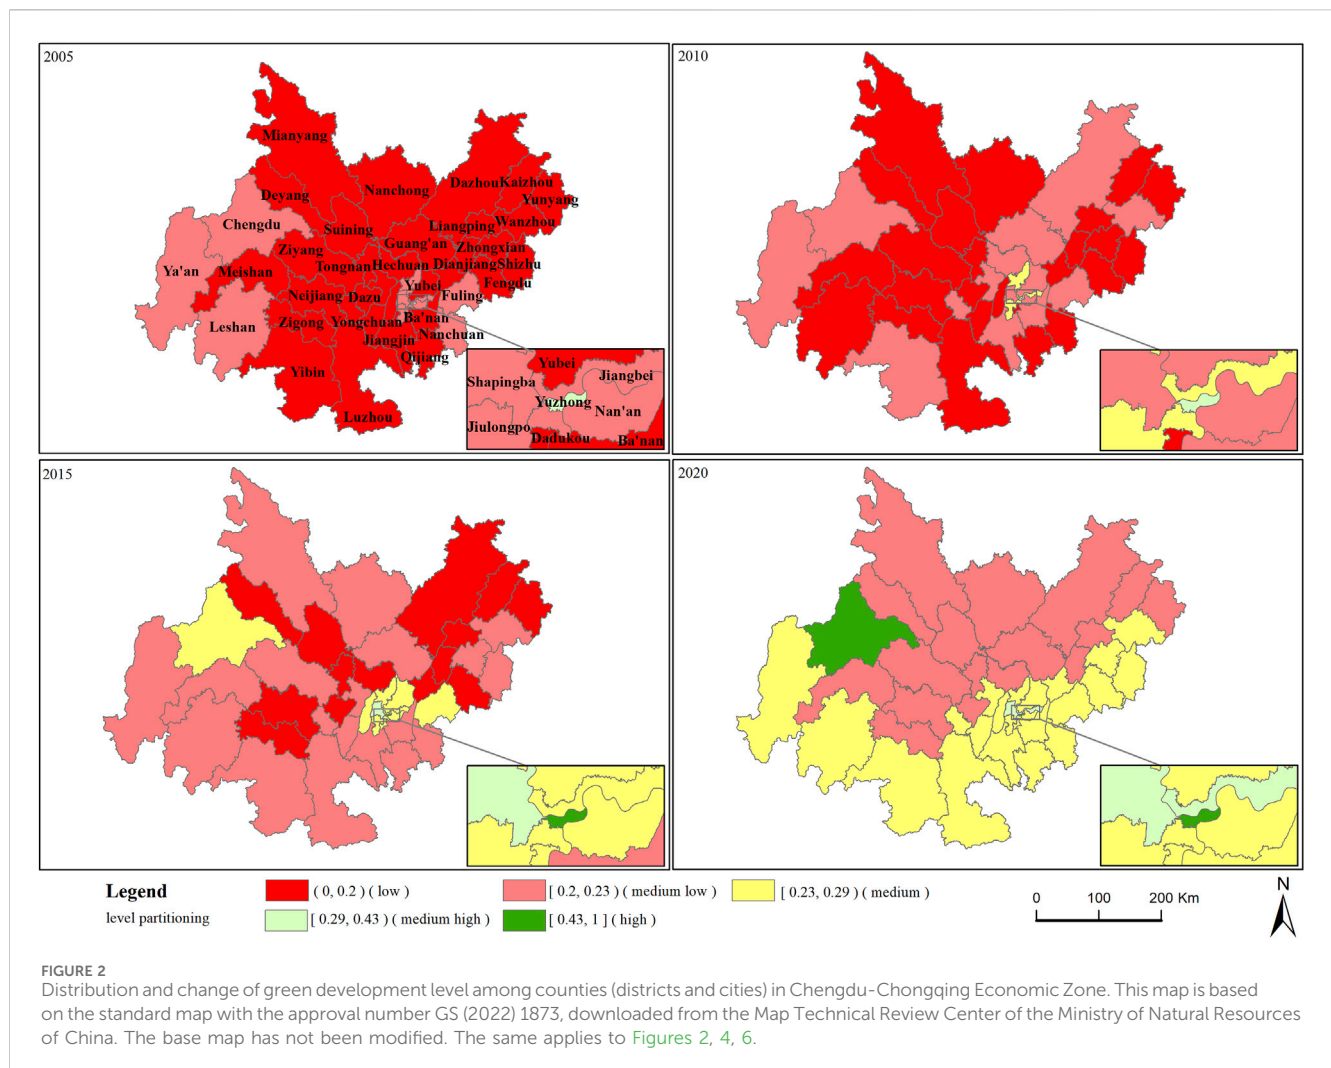 2005
Mianyang
Deyang
Nanchong
Dazhou
Kaizhou
Yunyang
Chengdu
Suining
Liangping
Wanzhou
Ziyang
Guang'an
Zhongxian
Ya'an
Meishan
Tongnan
Hechuan
Dianjiang
Shizhu
Neijiang
Dazu
Yubei
Fuling
Fengdu
Leshan
Zigong
Yongchuan
Ba'nan
Nanchuan
Jiangjin
Qijiang
Yibin
Luzhou
Yubei
Shapingba
Jiangbei
Yuzhong
Nan'an
Jiulongpo
Dadukou
Ba'nan
2010
2015
2020
Legend
level partitioning
( 0, 0.2 ) ( low )
[ 0.2, 0.23 ) ( medium low )
[ 0.23, 0.29 ) ( medium )
[ 0.29, 0.43 ) ( medium high )
[ 0.43, 1 ] ( high )
0 100 200 Km
N
FIGURE 2
Distribution and change of green development level among counties (districts and cities) in Chengdu-Chongqing Economic Zone. This map is based
on the standard map with the approval number GS (2022) 1873, downloaded from the Map Technical Review Center of the Ministry of Natural Resources
of China. The base map has not been modified. The same applies to Figures 2, 4, 6.